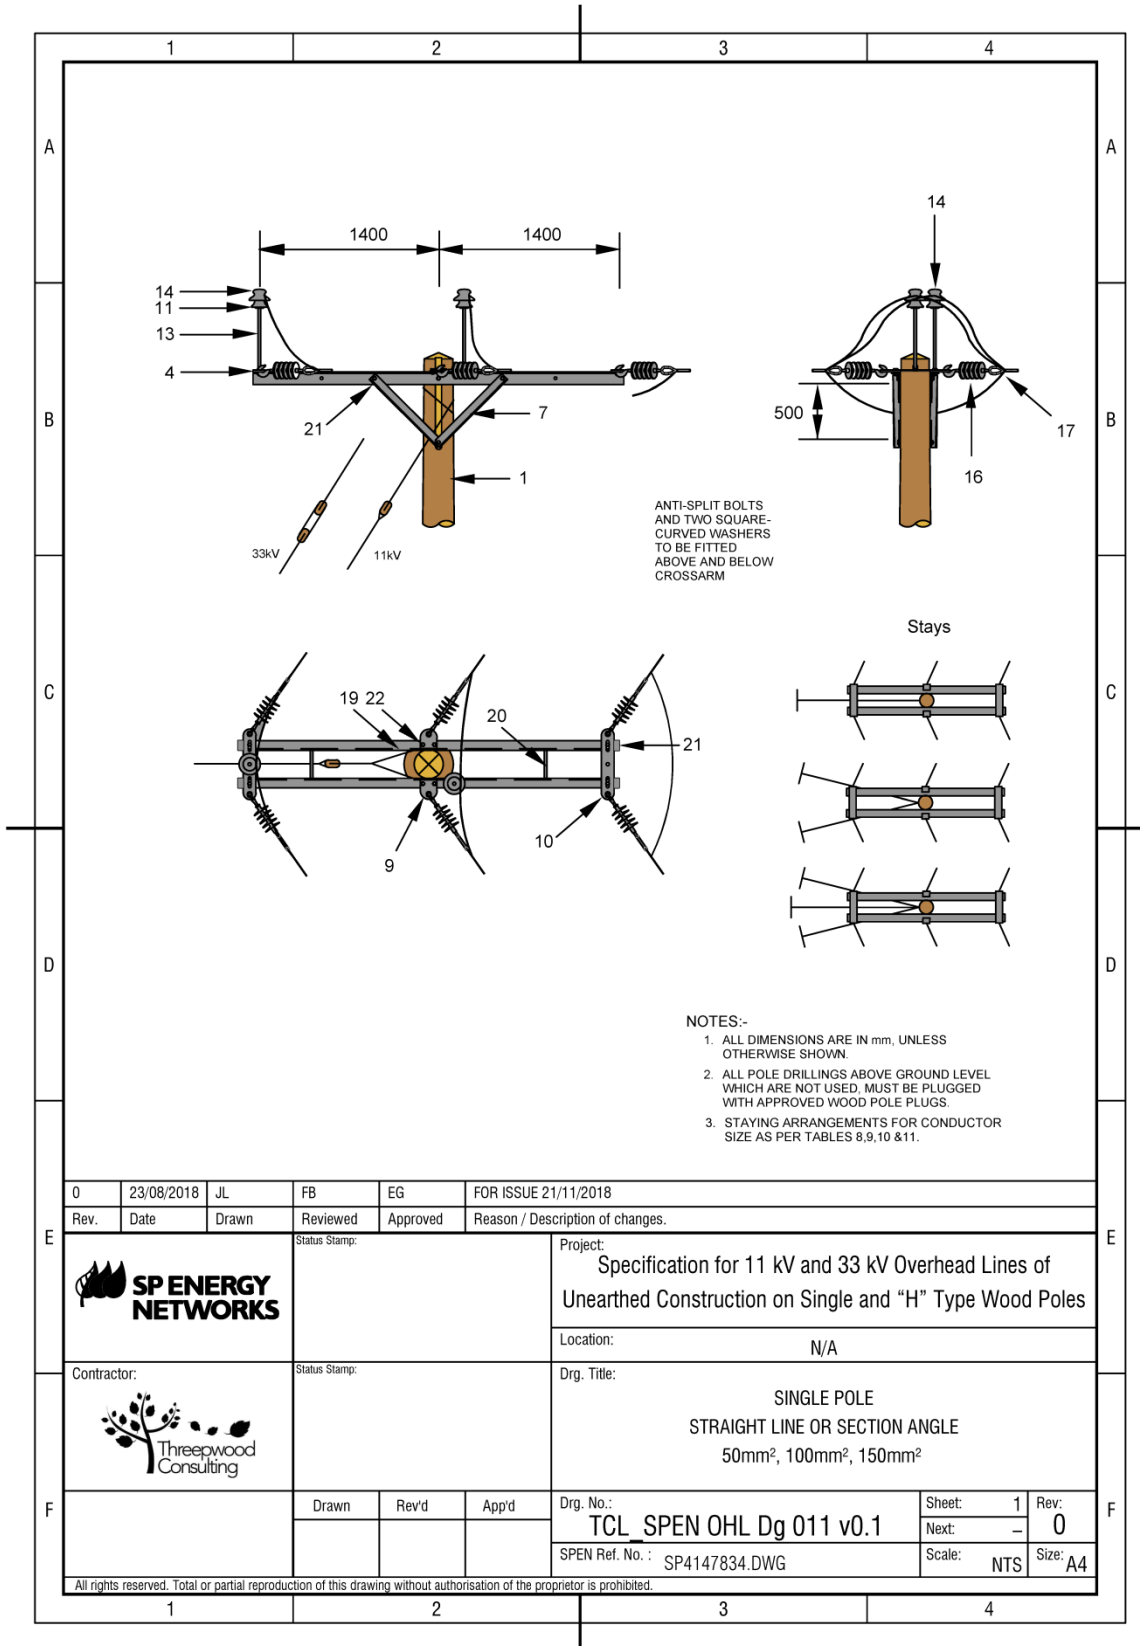 1
2
3
4
A
A
14
1400
1400
14
11
13
4
21
7
1
500
17
16
B
B
33kV
11kV
ANTI-SPLIT BOLTS
AND TWO SQUARE-
CURVED WASHERS
TO BE FITTED
ABOVE AND BELOW
CROSSARM
Stays
C
C
19 22
20
21
9
10
D
D
NOTES:-
1. ALL DIMENSIONS ARE IN mm, UNLESS
OTHERWISE SHOWN.
2. ALL POLE DRILLINGS ABOVE GROUND LEVEL
WHICH ARE NOT USED, MUST BE PLUGGED
WITH APPROVED WOOD POLE PLUGS.
3. STAYING ARRANGEMENTS FOR CONDUCTOR
SIZE AS PER TABLES 8,9,10 &11.
0 23/08/2018 JL FB EG FOR ISSUE 21/11/2018
Rev. Date Drawn Reviewed Approved Reason / Description of changes.
E
E
SP ENERGY
NETWORKS
Status Stamp:
Project:
Specification for 11 kV and 33 kV Overhead Lines of
Unearthed Construction on Single and “H” Type Wood Poles
Location:
N/A
Contractor:
Threepwood
Consulting
Status Stamp:
Drg. Title:
SINGLE POLE
STRAIGHT LINE OR SECTION ANGLE
50mm², 100mm², 150mm²
F
F
Drawn Rev'd App'd
Drg. No.:
TCL_SPEN OHL Dg 011 v0.1
Sheet: 1
Next: –
Rev:
0
SPEN Ref. No. : SP4147834.DWG
Scale: NTS
Size: A4
All rights reserved. Total or partial reproduction of this drawing without authorisation of the proprietor is prohibited.
1
2
3
4